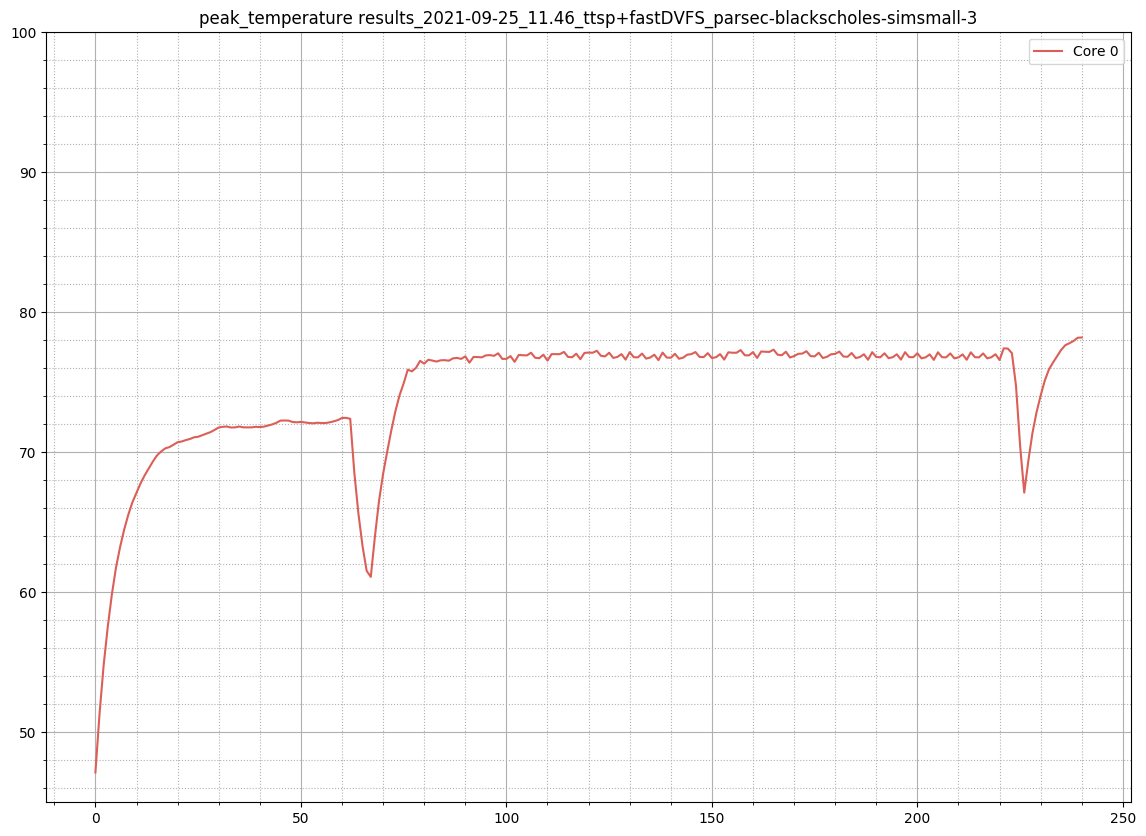 peak_temperature results_2021-09-25_11.46_ttsp+fastDVFS_parsec-blackscholes-simsmall-3
Core 0
100
90
80
70
60
50
0 50 100 150 200 250